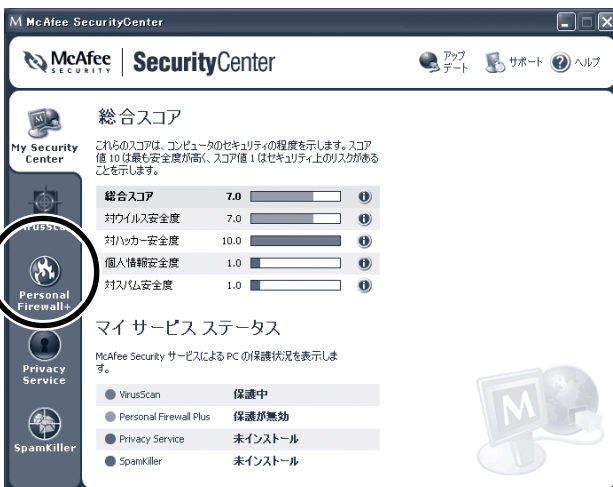 McAfee SecurityCenter
McAfee SECURITY SecurityCenter
アップデート
サポート
ヘルプ
My Security Center
VirusScan
Personal Firewall+
Privacy Service
SpamKiller
総合スコア
これらのスコアは、コンピュータのセキュリティの程度を示します。スコア
値 10 は最も安全度が高く、スコア値 1 はセキュリティ上のリスクがある
ことを示します。
総合スコア 7.0
対ウイルス安全度 7.0
対ハッカー安全度 10.0
個人情報安全度 1.0
対スパム安全度 1.0
マイ サービス ステータス
McAfee Security サービスによる PC の保護状況を表示しま
す。
VirusScan 保護中
Personal Firewall Plus 保護が無効
Privacy Service 未インストール
SpamKiller 未インストール